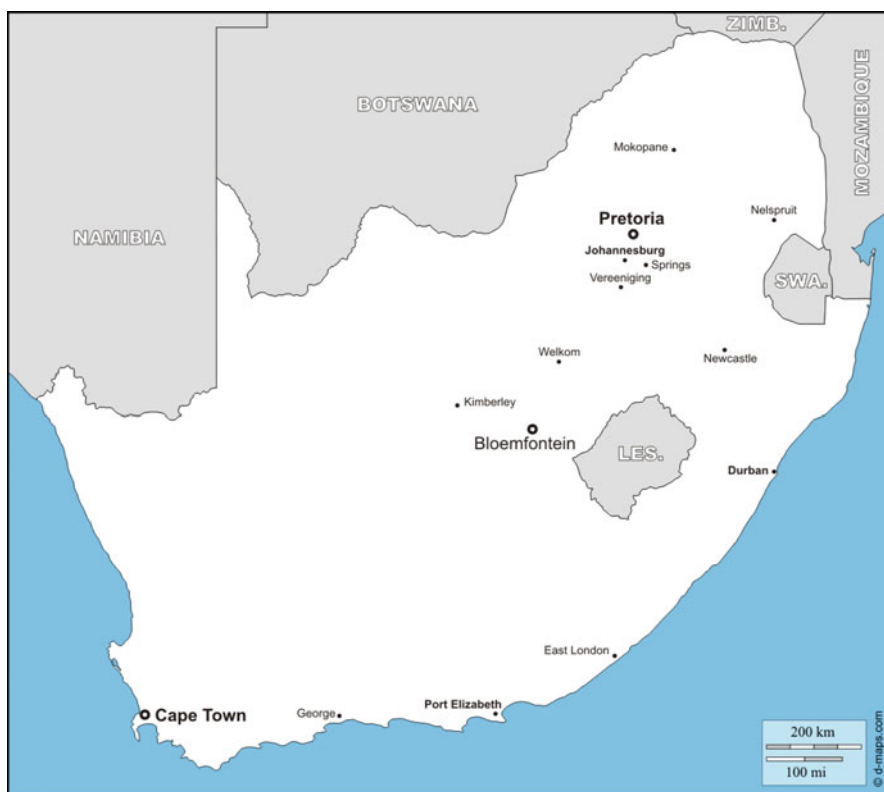 ZIMB.
BOTSWANA
MOZAMBIQUE
Mokopane
Nelspruit
Pretoria
NAMIBIA
Johannesburg
Springs
Vereeniging
SWA.
Welkom
Newcastle
Kimberley
Bloemfontein
LES.
Durban
East London
Port Elizabeth
George
Cape Town
200 km
100 mi
© d-maps.com